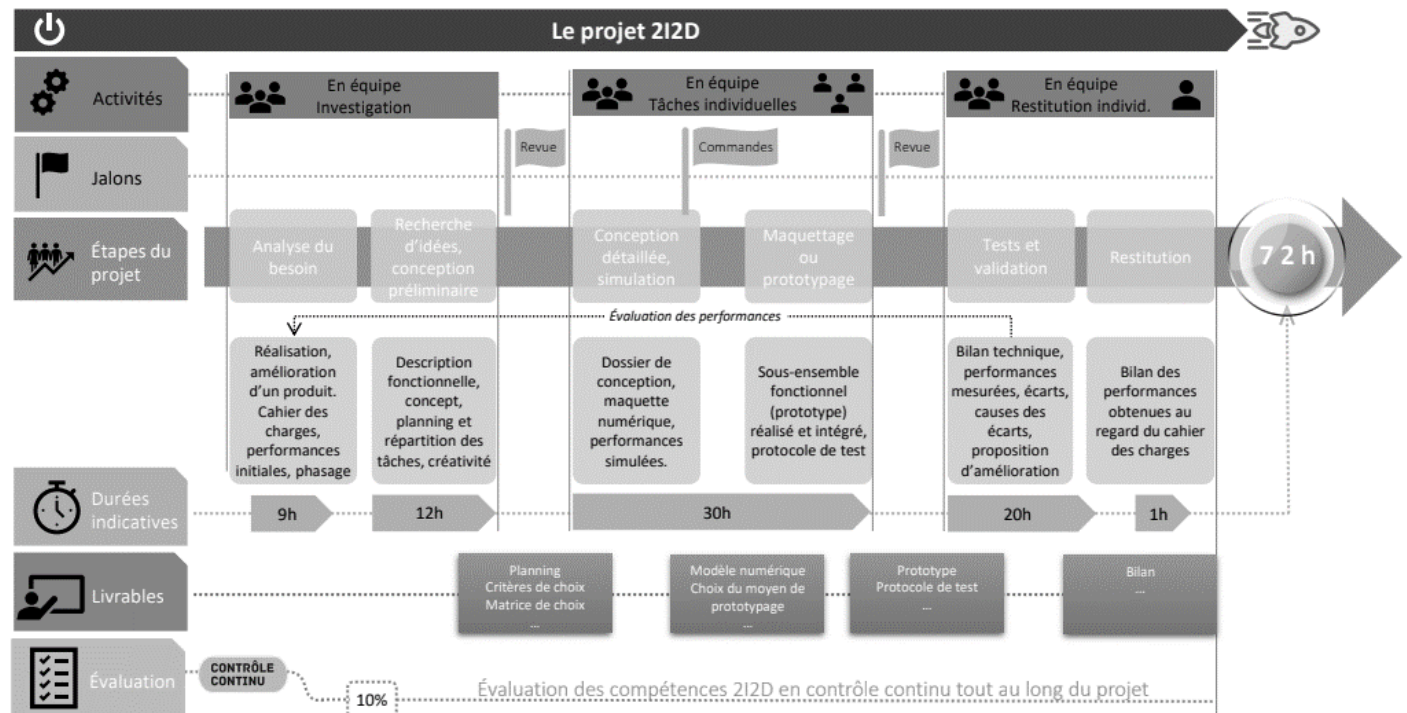 Le projet 2I2D
Activités
En équipe
Investigation
En équipe
Tâches individuelles
En équipe
Restitution individ.
Jalons
Revue
Commandes
Revue
Étapes du
projet
Analyse du
besoin
Recherche
d'idées,
conception
préliminaire
Conception
détaillée,
simulation
Maquettage
ou
prototypage
Tests et
validation
Restitution
72h
Évaluation des performances
Réalisation,
amélioration
d'un produit.
Cahier des
charges,
performances
initiales, phasage
Description
fonctionnelle,
concept,
planning et
répartition des
tâches, créativité
Dossier de
conception,
maquette
numérique,
performances
simulées.
Sous-ensemble
fonctionnel
(prototype)
réalisé et intégré,
protocole de test
Bilan technique,
performances
mesurées, écarts,
causes des
écarts,
proposition
d'amélioration
Bilan des
performances
obtenues au
regard du cahier
des charges
Durées
indicatives
9h
12h
30h
20h
1h
Livrables
Planning
Critères de choix
Matrice de choix
...
Modèle numérique
Choix du moyen de
prototypage
...
Prototype
Protocole de test
...
Bilan
...
Évaluation
CONTRÔLE
CONTINU
10%
Évaluation des compétences 2I2D en contrôle continu tout au long du projet